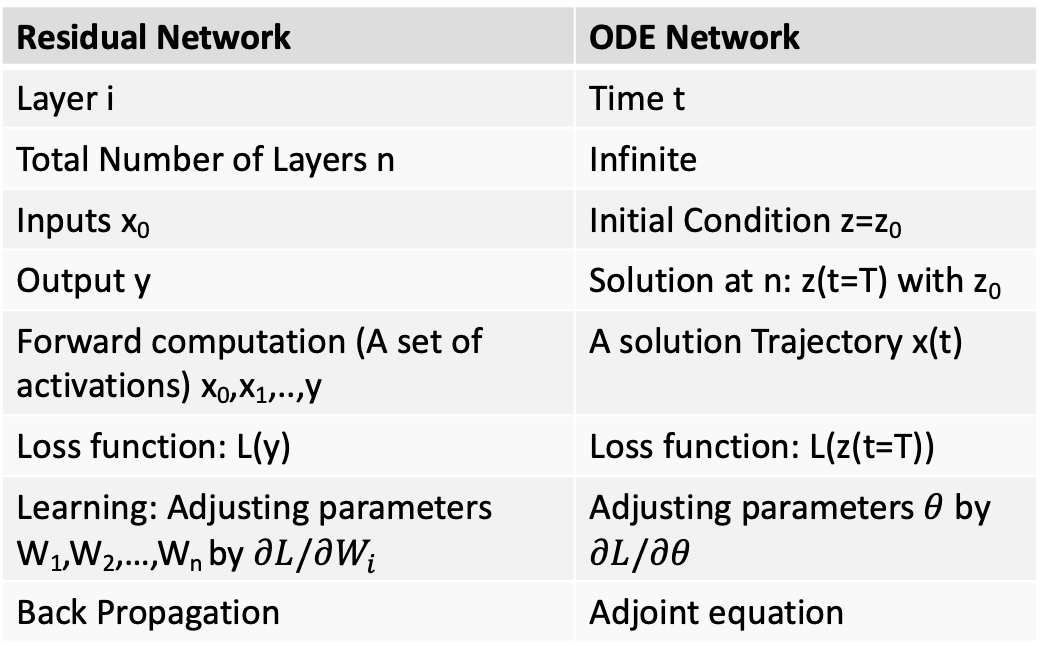 Residual Network
ODE Network
Layer i
Time t
Total Number of Layers n
Infinite
Inputs x₀
Initial Condition z=z₀
Output y
Solution at n: z(t=T) with z₀
Forward computation (A set of
activations) x₀,x₁,..,y
A solution Trajectory x(t)
Loss function: L(y)
Loss function: L(z(t=T))
Learning: Adjusting parameters
W₁,W₂,...,Wₙ by ∂L/∂Wᵢ
Adjusting parameters θ by
∂L/∂θ
Back Propagation
Adjoint equation